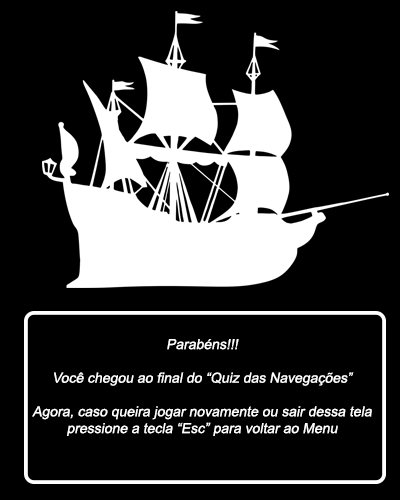 Parabéns!!!
Você chegou ao final do “Quiz das Navegações”
Agora, caso queira jogar novamente ou sair dessa tela
pressione a tecla “Esc” para voltar ao Menu